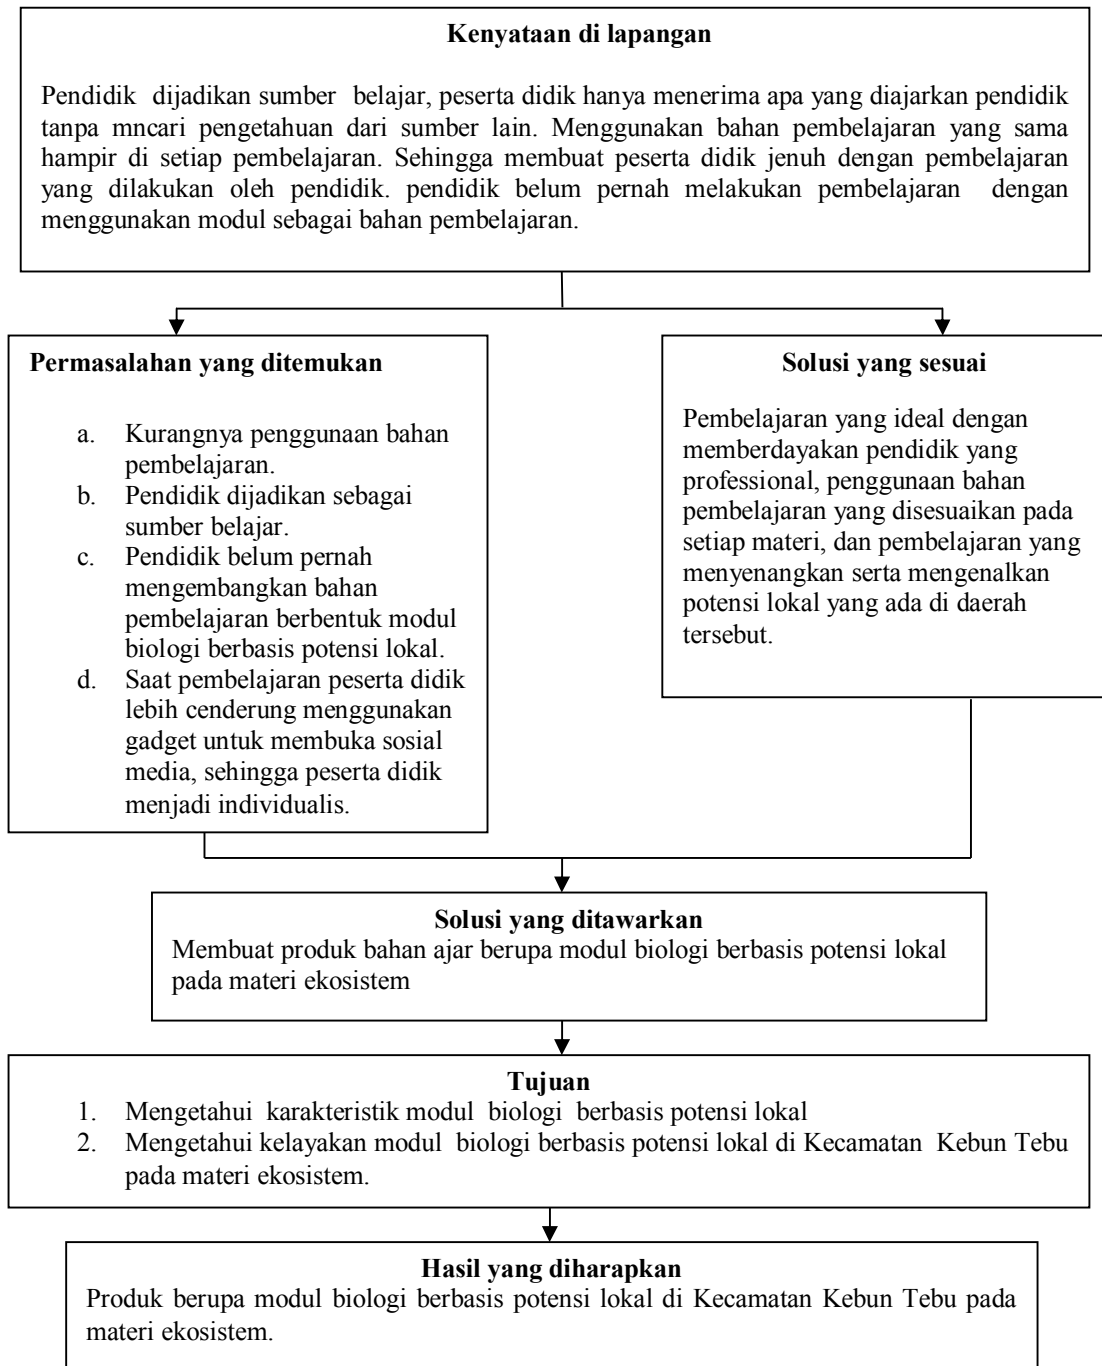 Kenyataan di lapangan
Pendidik dijadikan sumber belajar, peserta didik hanya menerima apa yang diajarkan pendidik
tanpa mncari pengetahuan dari sumber lain. Menggunakan bahan pembelajaran yang sama
hampir di setiap pembelajaran. Sehingga membuat peserta didik jenuh dengan pembelajaran
yang dilakukan oleh pendidik. pendidik belum pernah melakukan pembelajaran dengan
menggunakan modul sebagai bahan pembelajaran.
Permasalahan yang ditemukan
a. Kurangnya penggunaan bahan
pembelajaran.
b. Pendidik dijadikan sebagai
sumber belajar.
c. Pendidik belum pernah
mengembangkan bahan
pembelajaran berbentuk modul
biologi berbasis potensi lokal.
d. Saat pembelajaran peserta didik
lebih cenderung menggunakan
gadget untuk membuka sosial
media, sehingga peserta didik
menjadi individualis.
Solusi yang sesuai
Pembelajaran yang ideal dengan
memberdayakan pendidik yang
professional, penggunaan bahan
pembelajaran yang disesuaikan pada
setiap materi, dan pembelajaran yang
menyenangkan serta mengenalkan
potensi lokal yang ada di daerah
tersebut.
Solusi yang ditawarkan
Membuat produk bahan ajar berupa modul biologi berbasis potensi lokal
pada materi ekosistem
Tujuan
1. Mengetahui karakteristik modul biologi berbasis potensi lokal
2. Mengetahui kelayakan modul biologi berbasis potensi lokal di Kecamatan Kebun Tebu
pada materi ekosistem.
Hasil yang diharapkan
Produk berupa modul biologi berbasis potensi lokal di Kecamatan Kebun Tebu pada
materi ekosistem.